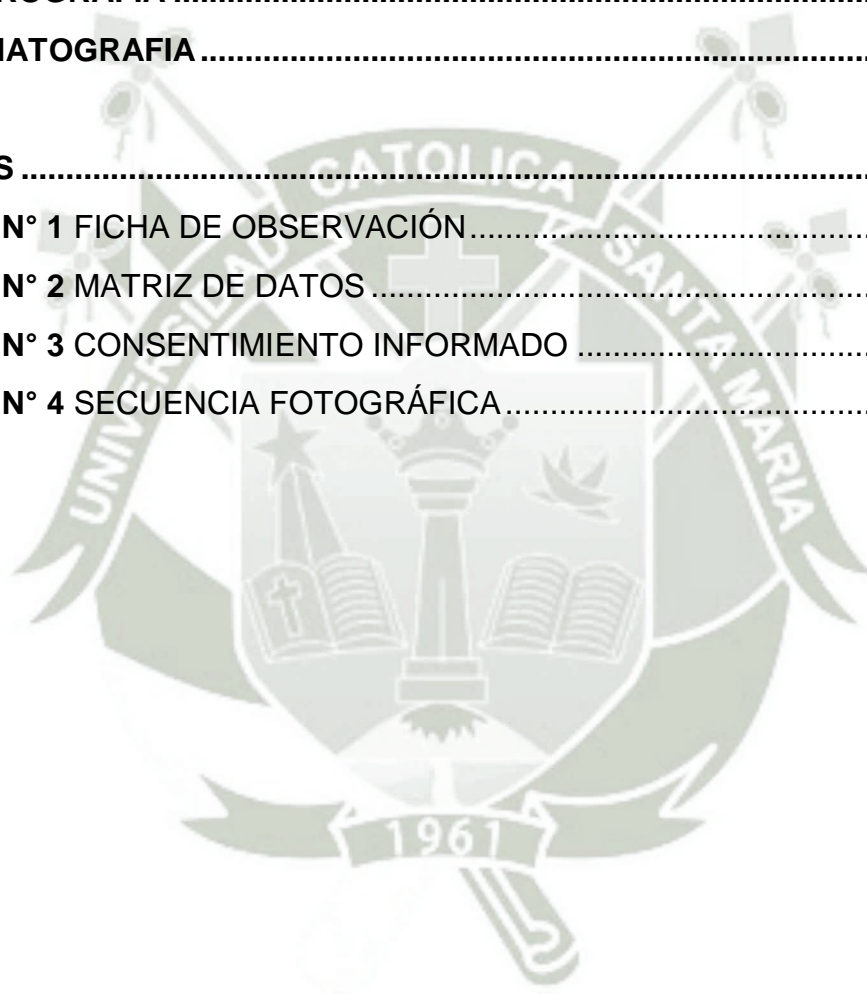 MATOGRAFIA ........................................................................
S ........................................................................
N° 1 FICHA DE OBSERVACIÓN ........................................
N° 2 MATRIZ DE DATOS ........................................
N° 3 CONSENTIMIENTO INFORMADO ........................................
N° 4 SECUENCIA FOTOGRÁFICA ........................................
UNIVERSIDAD CATOLICA SANTA MARIA
1961